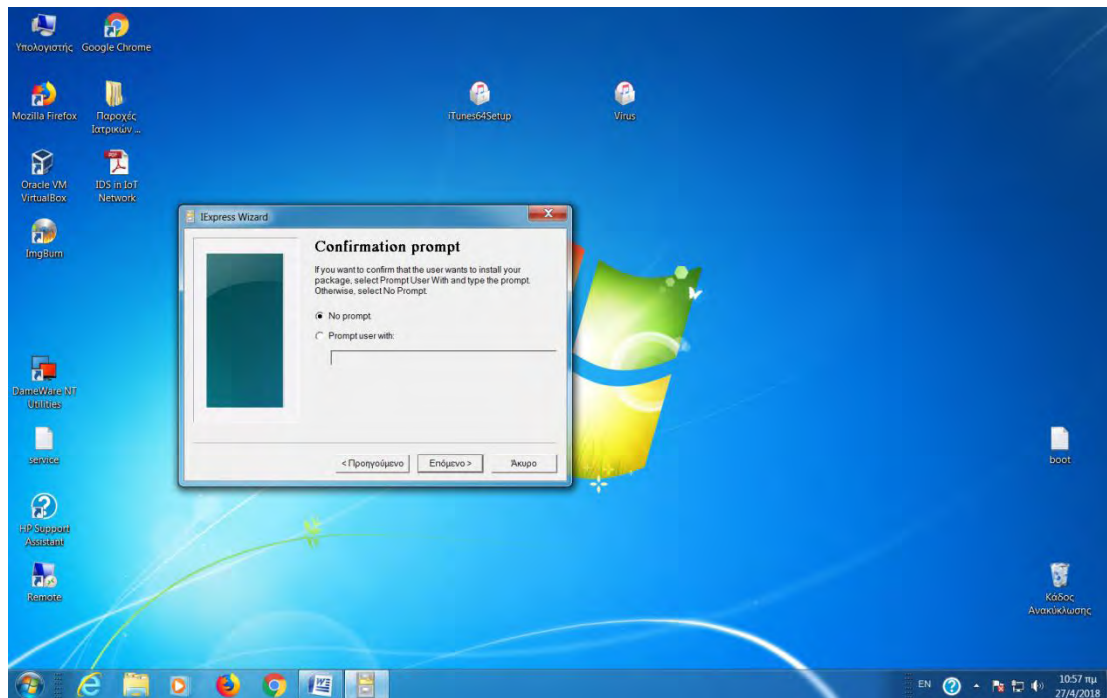 Υπολογιστής
Google Chrome
Mozilla Firefox
Παροχές
Ιατρικών ...
iTunes64Setup
Virus
Oracle VM
VirtualBox
PDF
IDS in IoT
Network
ImgBurn
IExpress Wizard
Confirmation prompt
If you want to confirm that the user wants to install your
package, select Prompt User With and type the prompt.
Otherwise, select No Prompt.
No prompt
Prompt user with:
< Προηγούμενο
Επόμενο >
Άκυρο
DameWare NT
Utilities
service
boot
HP Support
Assistant
Remote
Κάδος
Ανακύκλωσης
EN
10:57 πμ
27/4/2018